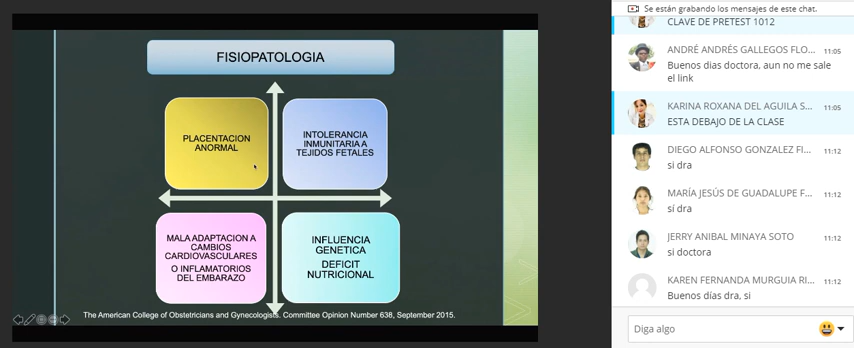 FISIOPATOLOGIA
PLACENTACION
ANORMAL
INTOLERANCIA
INMUNITARIA A
TEJIDOS FETALES
MALA ADAPTACION A
CAMBIOS
CARDIOVASCULARES
O INFLAMATORIOS
DEL EMBARAZO
INFLUENCIA
GENETICA
DEFICIT
NUTRICIONAL
The American College of Obstetricians and Gynecologists. Committee Opinion Number 638, September 2015.
Se están grabando los mensajes de este chat.
CLAVE DE PRETEST 1012
ANDRÉ ANDRÉS GALLEGOS FLO... 11:05
Buenos dias doctora, aun no me sale
el link
KARINA ROXANA DEL AGUILA S... 11:05
ESTA DEBAJO DE LA CLASE
DIEGO ALFONSO GONZALEZ FI... 11:12
si dra
MARÍA JESÚS DE GUADALUPE F... 11:12
sí dra
JERRY ANIBAL MINAYA SOTO 11:12
si doctora
KAREN FERNANDA MURGUIA RI... 11:12
Buenos días dra, si
Diga algo